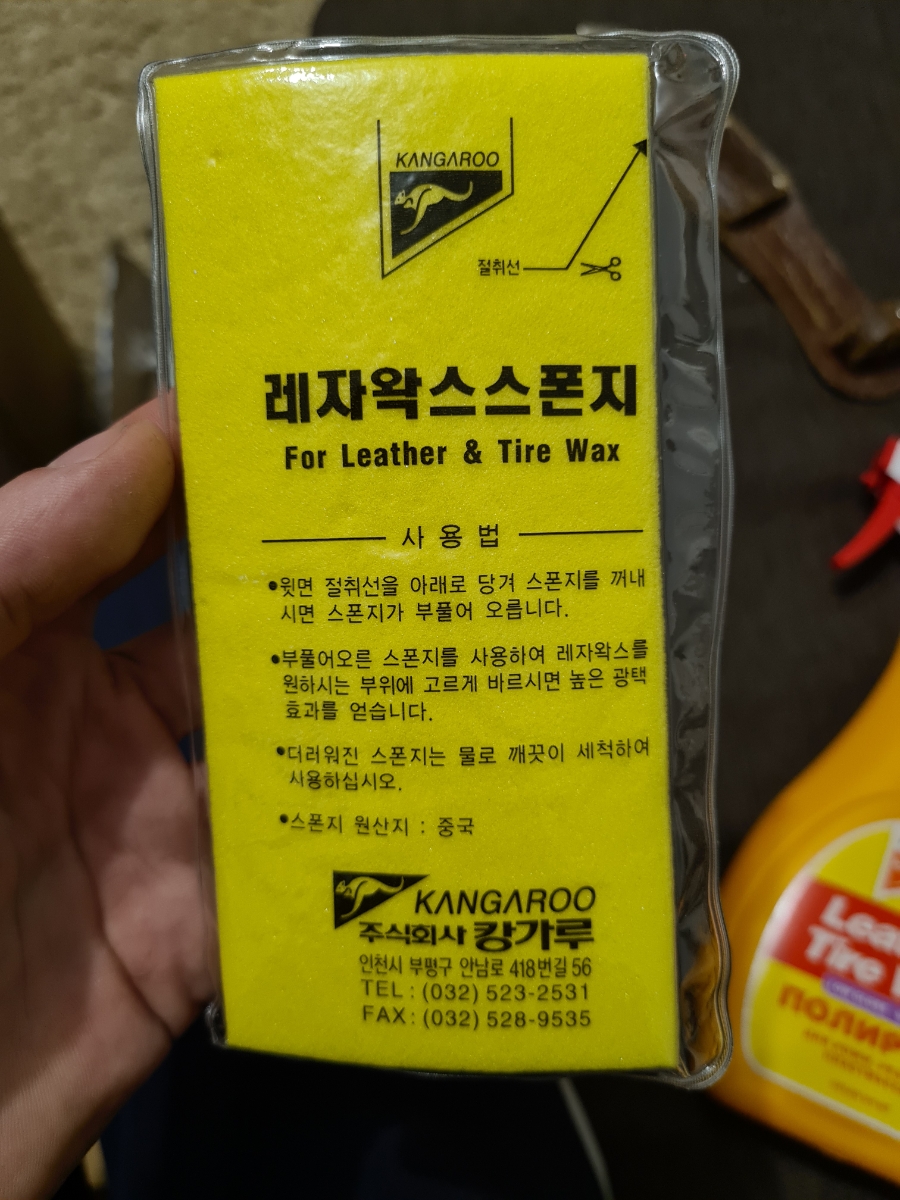 KANGAROO
절취선
레자왁스스폰지
For Leather & Tire Wax
사용법
•윗면 절취선을 아래로 당겨 스폰지를 꺼내
시면 스폰지가 부풀어 오릅니다.
•부풀어오른 스폰지를 사용하여 레자왁스를
원하시는 부위에 고르게 바르시면 높은 광택
효과를 얻습니다.
•더러워진 스폰지는 물로 깨끗이 세척하여
사용하십시오.
•스폰지 원산지 : 중국
KANGAROO
주식회사 캉가루
인천시 부평구 안남로 418번길 56
TEL : (032) 523-2531
FAX : (032) 528-9535
Lea
Tire
ПОЛИР